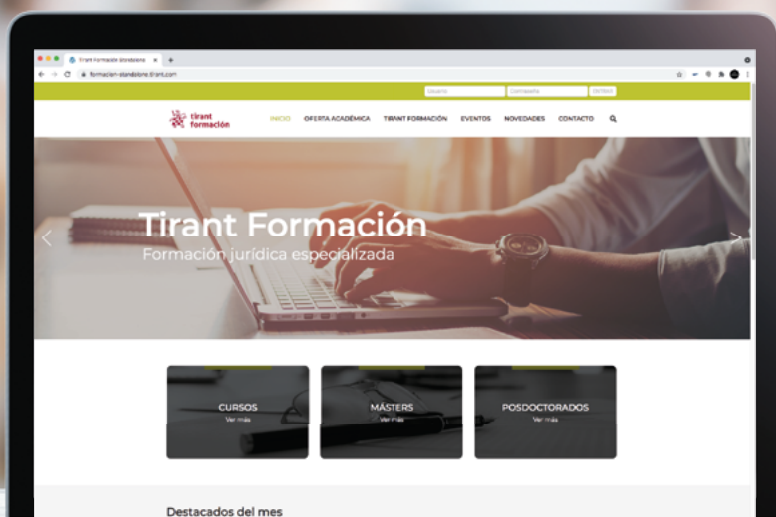 Tirant Formación Standalone
formacion-standalone.tirant.com
Usuario
Contraseña
ENTRAR
tirant
formación
INICIO OFERTA ACADÉMICA TIRANT FORMACIÓN EVENTOS NOVEDADES CONTACTO
Tirant Formación
Formación jurídica especializada
CURSOS MÁSTERS POSDOCTORADOS
Ver más Ver más Ver más
Destacados del mes